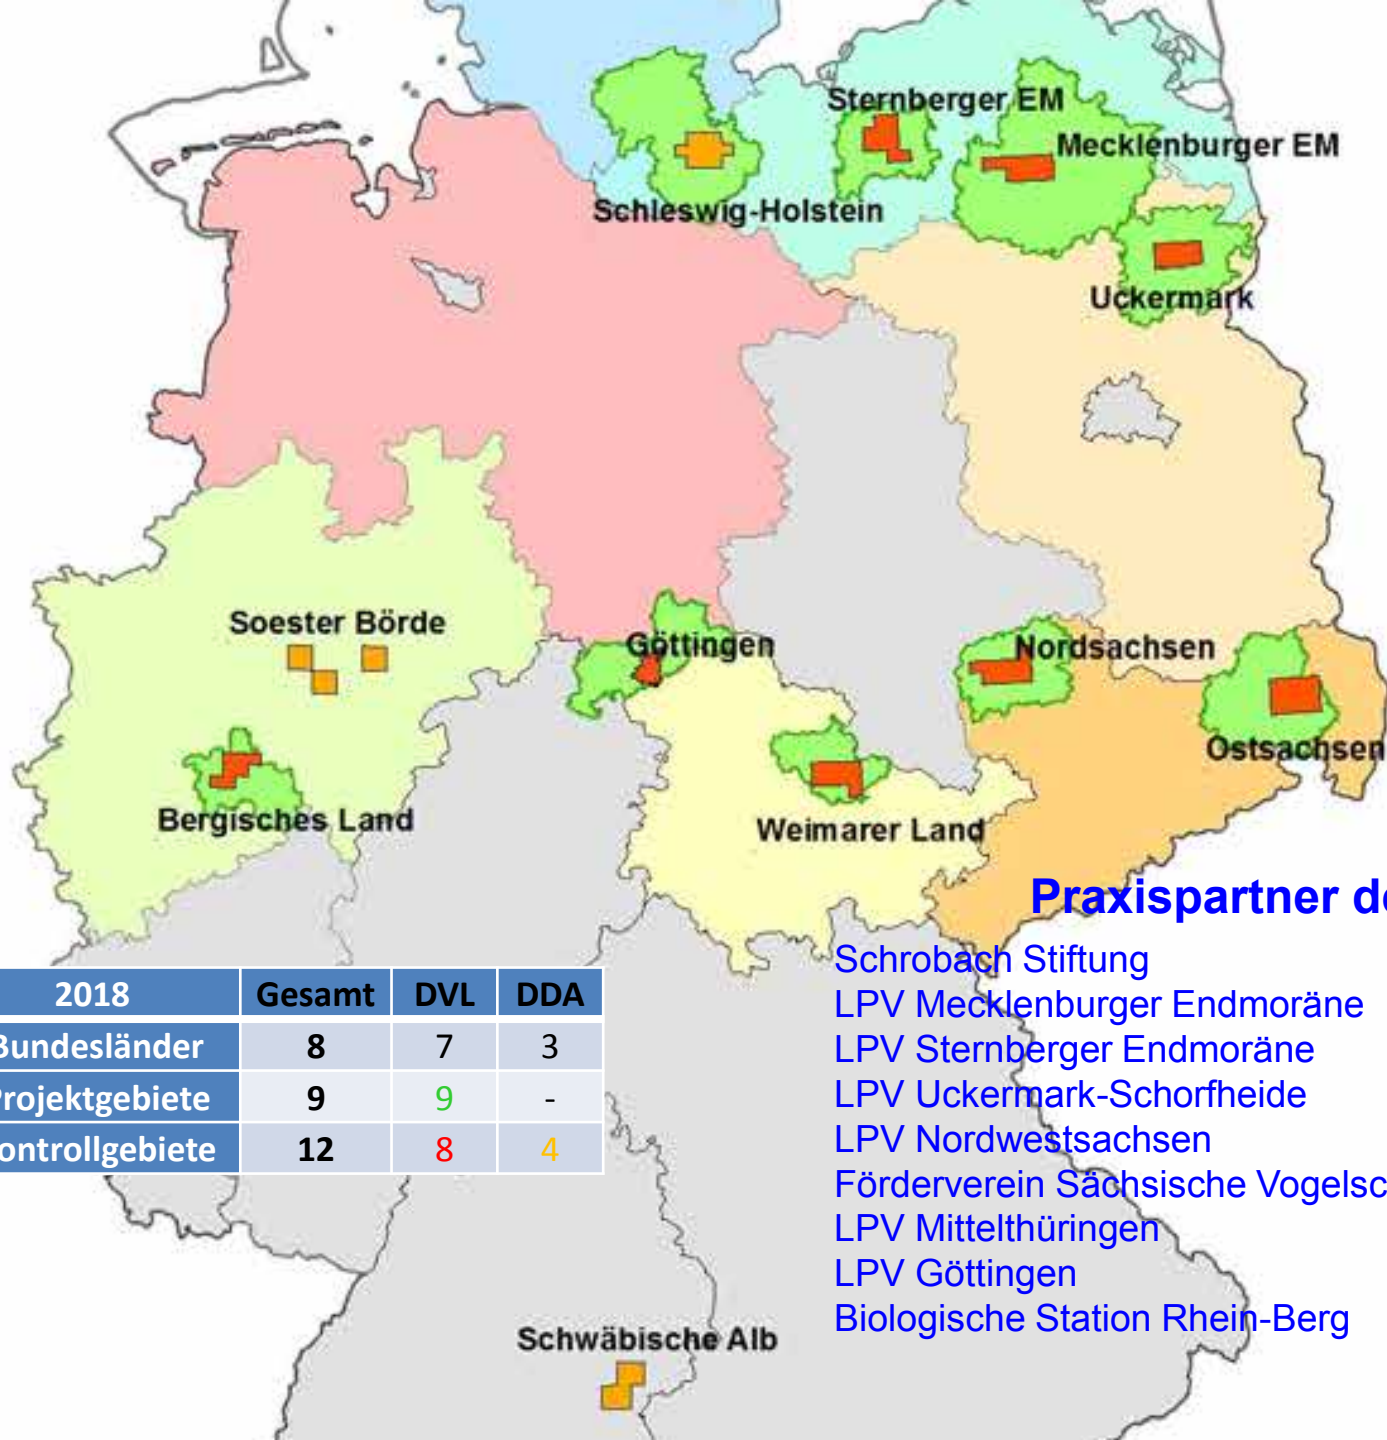 Sternberger EM
Mecklenburger EM
Schleswig-Holstein
Uckermark
Soester Börde
Göttingen
Nordsachsen
Ostsachsen
Bergisches Land
Weimarer Land
Praxispartner
Schrobach Stiftung
LPV Mecklenburger Endmoräne
LPV Sternberger Endmoräne
LPV Uckermark-Schorfheide
LPV Nordwestsachsen
Förderverein Sächsische Vogelsc
LPV Mittelthüringen
LPV Göttingen
Biologische Station Rhein-Berg
2018 Gesamt DVL DDA
Bundesländer 8 7 3
Projektgebiete 9 9 -
ontrollgebiete 12 8 4
Schwäbische Alb